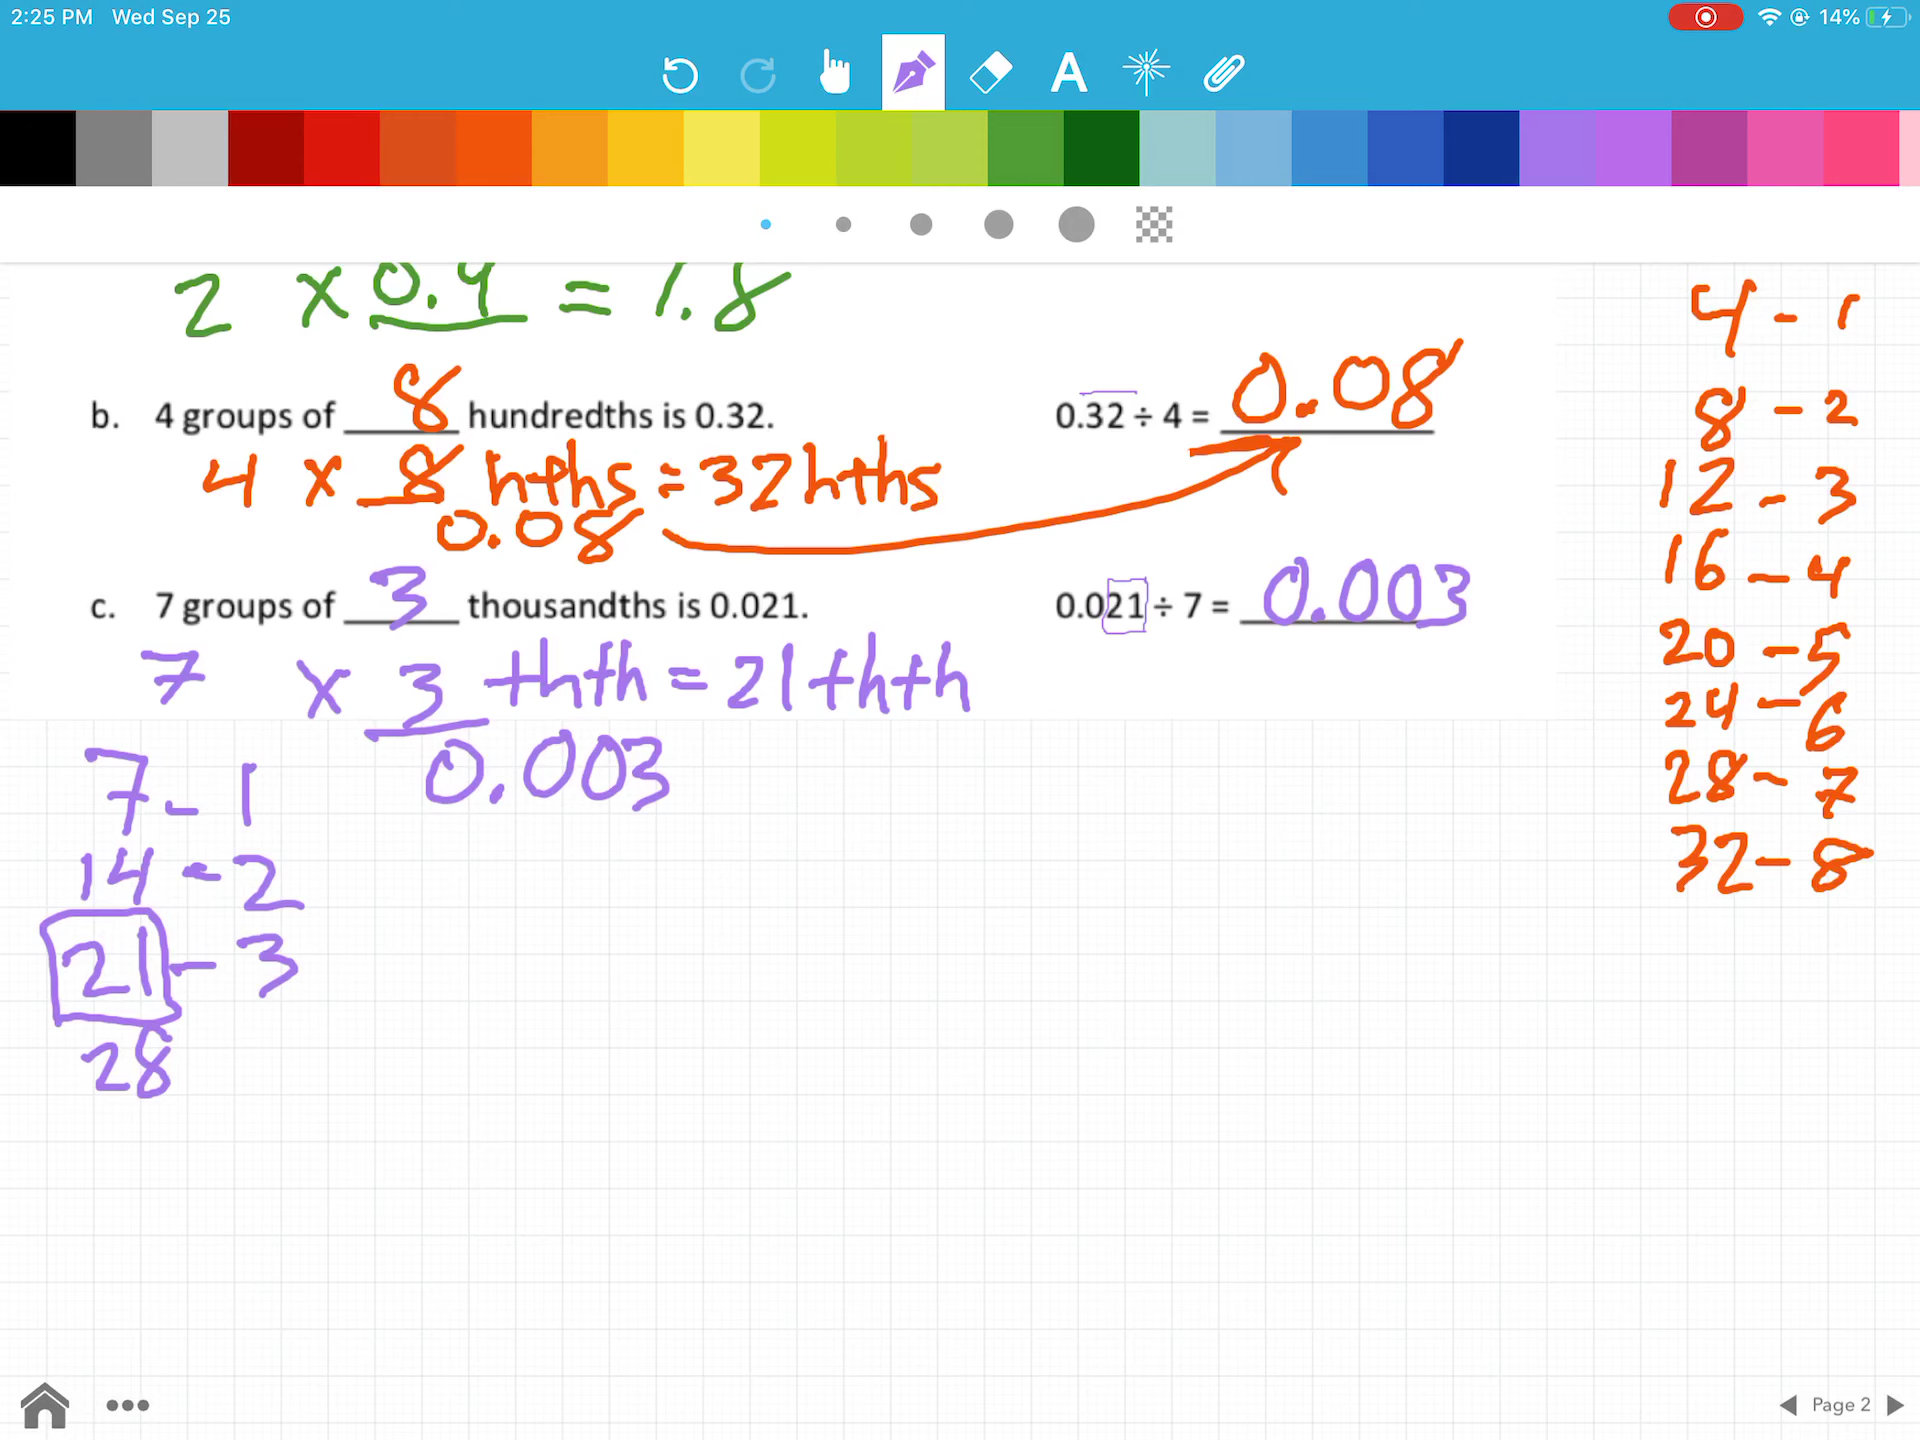 2:25 PM Wed Sep 25
14%
A
2 × 0.9 = 1.8
b. 4 groups of 8 hundredths is 0.32.
0.32 ÷ 4 = 0.08
4 × 8 hths = 32 hths
0.08
c. 7 groups of 3 thousandths is 0.021.
0.021 ÷ 7 = 0.003
7 × 3 thth = 21 thth
0.003
7 - 1
14 - 2
21 - 3
28
4 - 1
8 - 2
12 - 3
16 - 4
20 - 5
24 - 6
28 - 7
32 - 8
Page 2